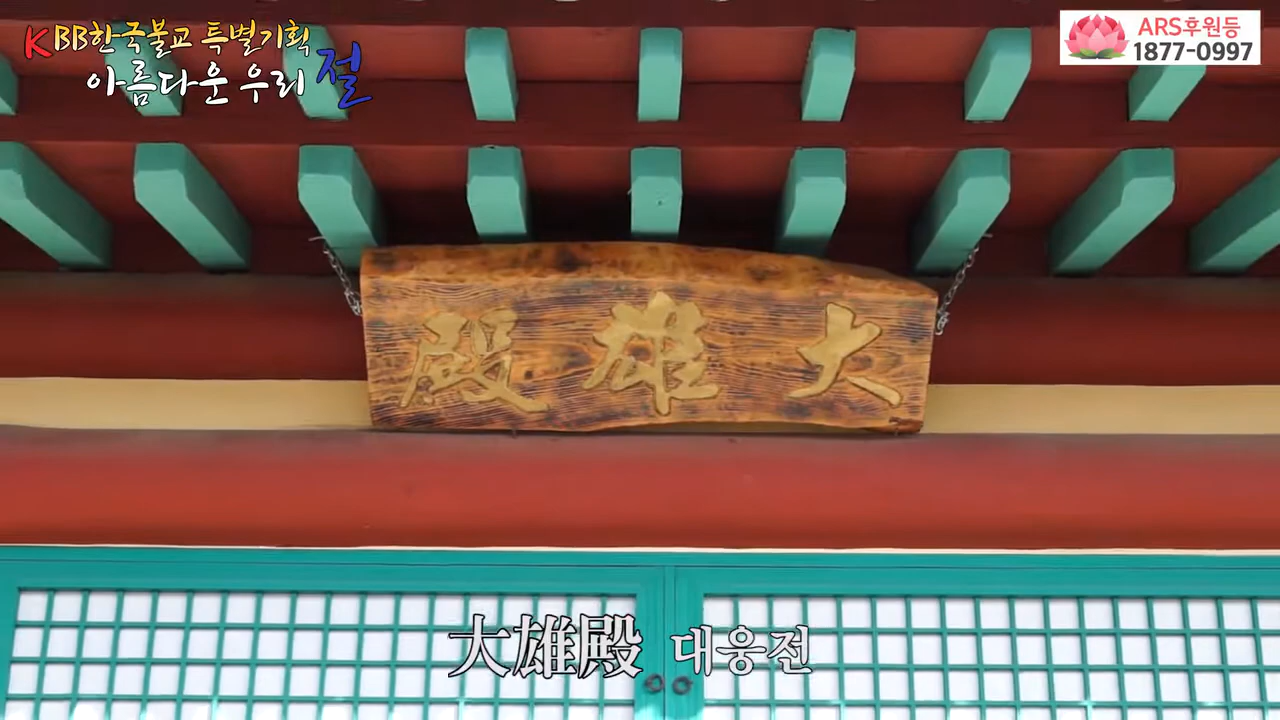 KBB한국불교 특별기획
아름다운 우리 절
ARS후원등
1877-0997
大雄殿
大雄殿 대웅전